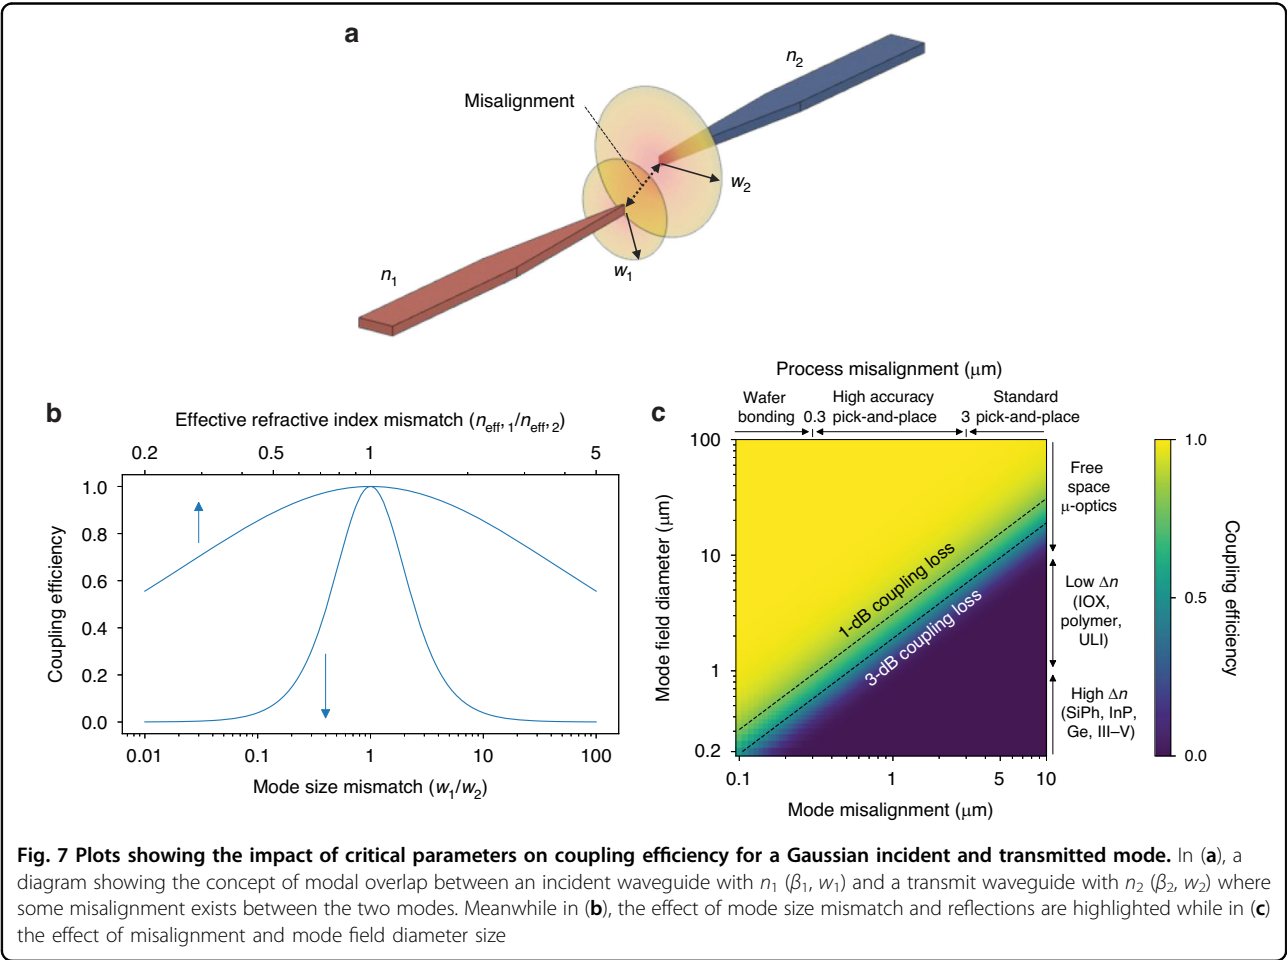 a
n2
Misalignment
w2
w1
n1
b
Effective refractive index mismatch (neff, 1/neff, 2)
0.2 0.5 1 5
1.0
0.8
0.6
0.4
0.2
0.0
Coupling efficiency
0.01 0.1 1 10 100
Mode size mismatch (w1/w2)
c
Process misalignment (μm)
Wafer bonding
0.3
High accuracy pick-and-place
3
Standard pick-and-place
100
10
1
0.2
Mode field diameter (μm)
1-dB coupling loss
3-dB coupling loss
0.1 1 5 10
Mode misalignment (μm)
Free
space
μ-optics
Low Δn
(IOX,
polymer,
ULI)
High Δn
(SiPh, InP,
Ge, III–V)
1.0
0.5
0.0
Coupling efficiency
Fig. 7 Plots showing the impact of critical parameters on coupling efficiency for a Gaussian incident and transmitted mode. In (a), a
diagram showing the concept of modal overlap between an incident waveguide with n1 (β1, w1) and a transmit waveguide with n2 (β2, w2) where
some misalignment exists between the two modes. Meanwhile in (b), the effect of mode size mismatch and reflections are highlighted while in (c)
the effect of misalignment and mode field diameter size